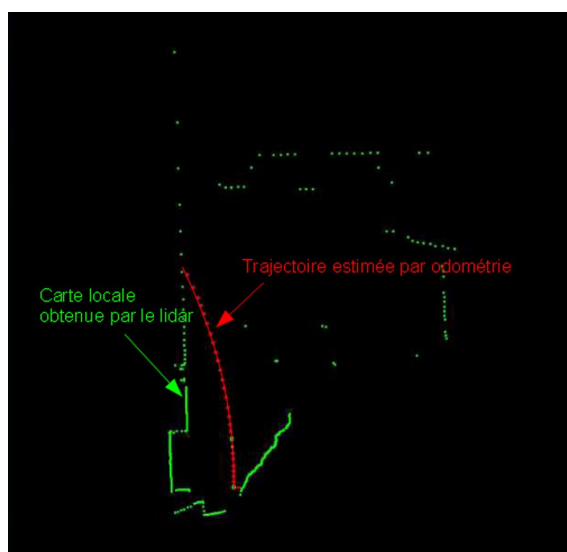 Trajectoire estimée par odométrie
Carte locale
obtenue par le lidar